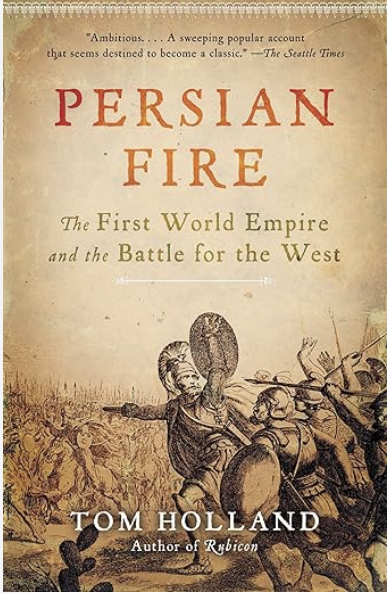 "Ambitious. . . . A sweeping popular account
that seems destined to become a classic." —The Seattle Times
PERSIAN
FIRE
The First World Empire
and the Battle for the West
TOM HOLLAND
Author of Rubicon